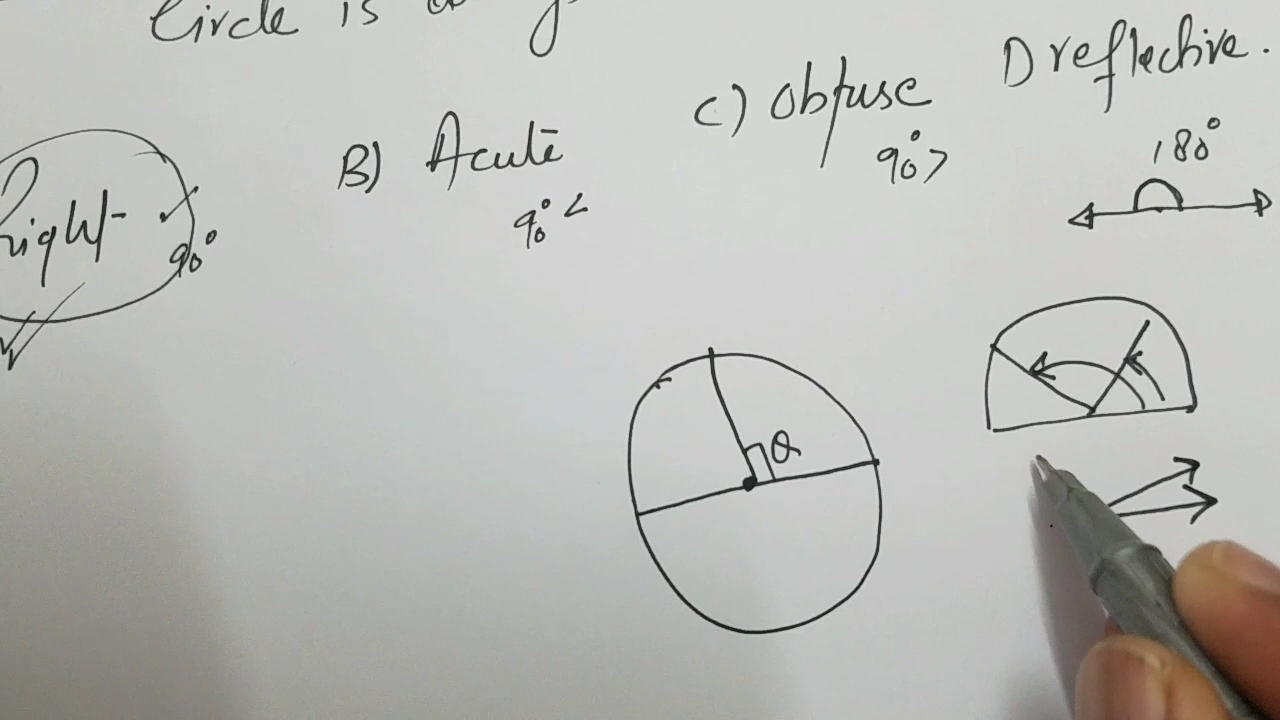 Circle is a
Right
90°
B) Acute
90° <
C) Obtuse
90° >
D reflective.
180°
θ